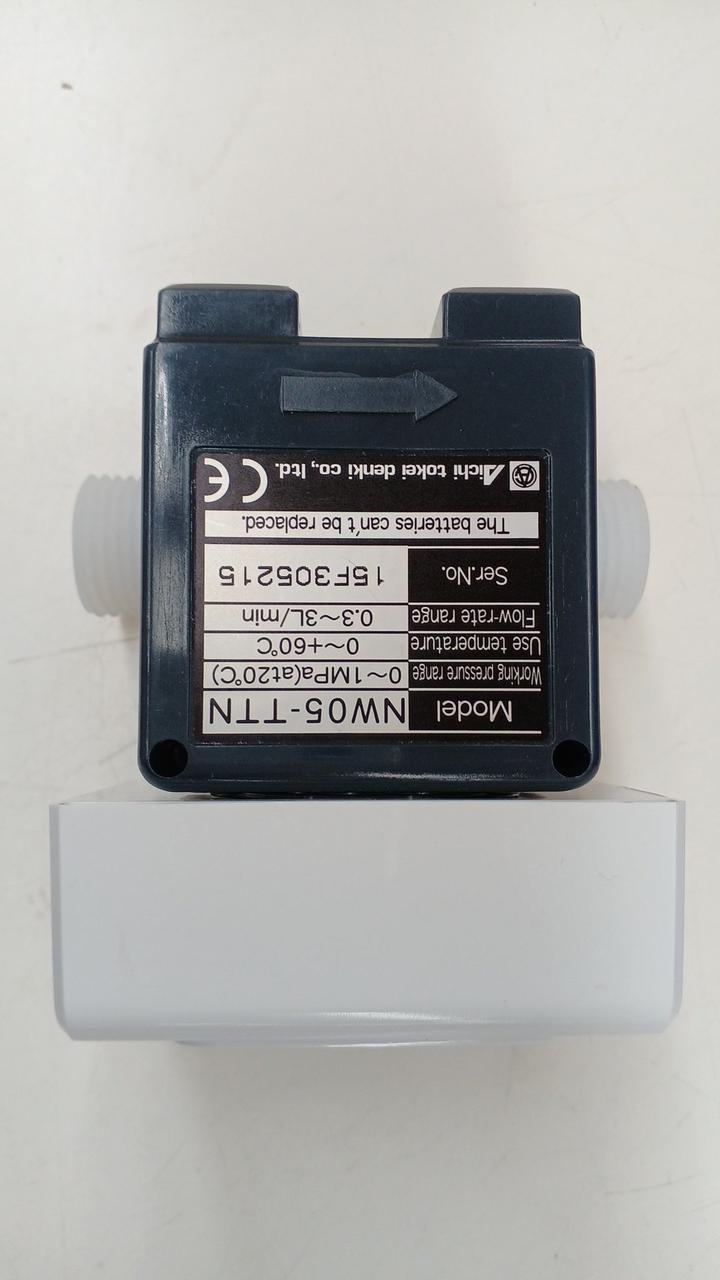 Model NW05-TTN
Working pressure range 0～1MPa(at20℃)
Use temperature 0～+60℃
Flow-rate range 0.3～3L/min
Ser.No. 15F305215
The batteries can't be replaced.
Aichi tokei denki co., ltd. CE